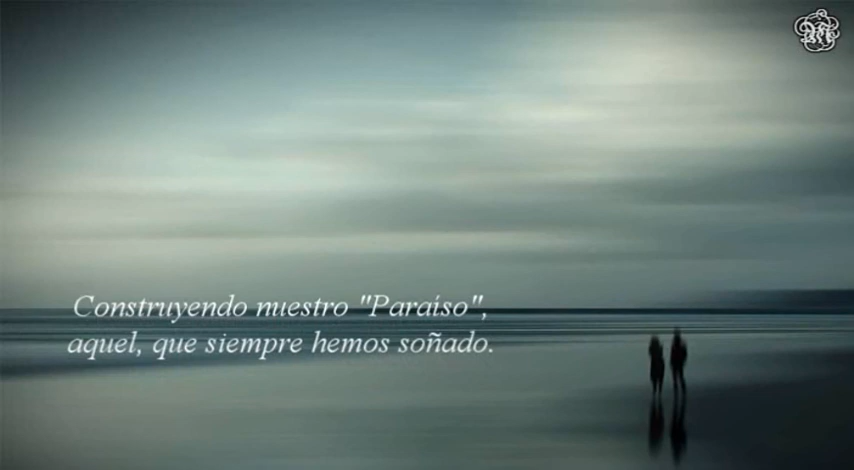 Construyendo nuestro "Paraíso",
aquel, que siempre hemos soñado.